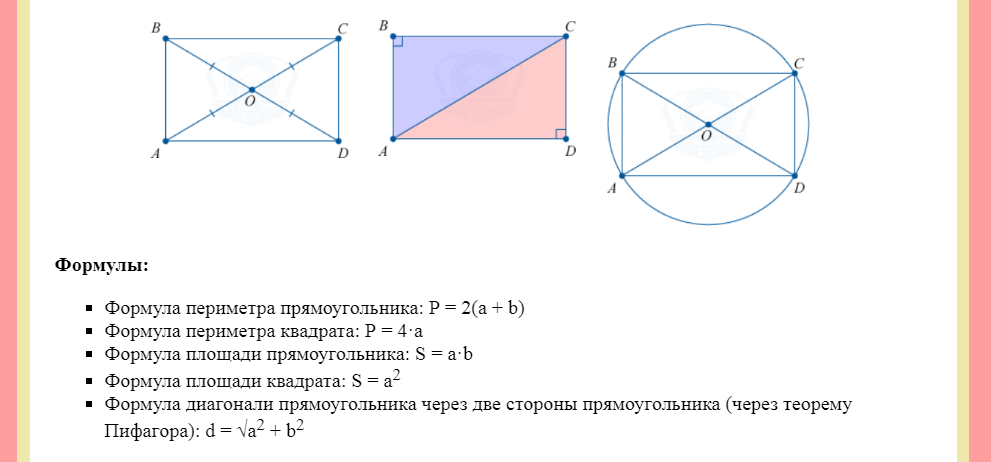 B C
O
A D
B C
A D
B C
O
A D
Формулы:
Формула периметра прямоугольника: P = 2(a + b)
Формула периметра квадрата: P = 4·a
Формула площади прямоугольника: S = a·b
Формула площади квадрата: S = a²
Формула диагонали прямоугольника через две стороны прямоугольника (через теорему
Пифагора): d = √a² + b²